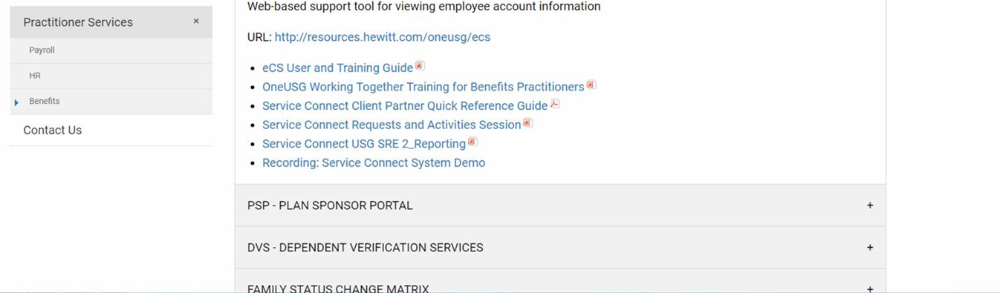 Practitioner Services ×
Payroll
HR
Benefits
Contact Us
Web-based support tool for viewing employee account information
URL: http://resources.hewitt.com/oneusg/ecs
• eCS User and Training Guide
• OneUSG Working Together Training for Benefits Practitioners
• Service Connect Client Partner Quick Reference Guide
• Service Connect Requests and Activities Session
• Service Connect USG SRE 2_Reporting
• Recording: Service Connect System Demo
PSP - PLAN SPONSOR PORTAL +
DVS - DEPENDENT VERIFICATION SERVICES +
FAMILY STATUS CHANGE MATRIX +